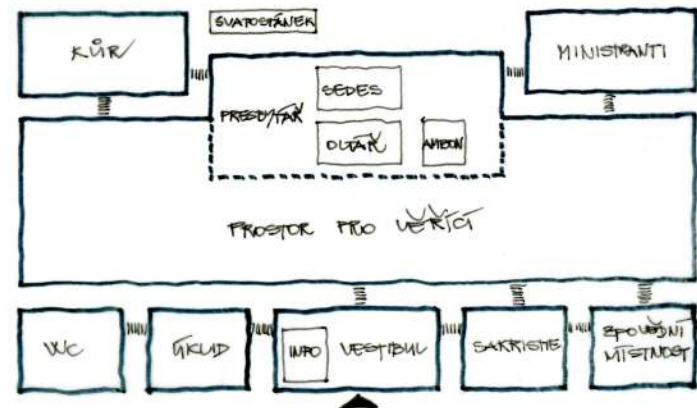 SVATOSTÁNEK
KŮR
MINISTRANTI
SEDES
PRESBYTÁŘ
OLTÁŘ
AMBON
PROSTOR PRO VĚŘÍCÍ
WC
ÚKLID
INFO
VESTIBUL
SAKRISTIE
ZPOVĚDNÍ
MÍSTNOST